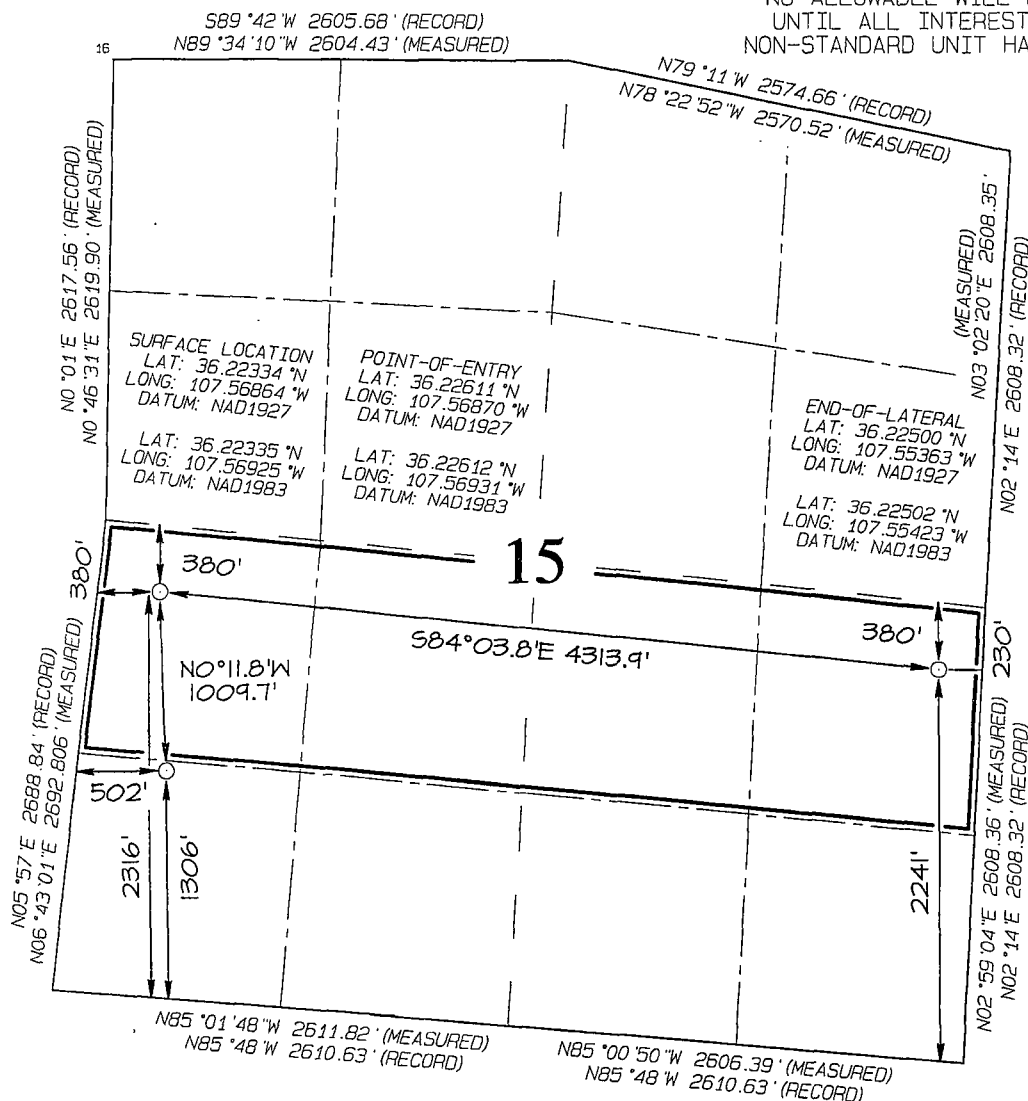 NO ALLOWABLE WILL
UNTIL ALL INTEREST
NON-STANDARD UNIT HA
S89°42'W 2605.68' (RECORD)
N89°34'10"W 2604.43' (MEASURED)
16
N79°11'W 2574.66' (RECORD)
N78°22'52"W 2570.52' (MEASURED)
N0°01'E 2617.56' (RECORD)
N0°46'31"E 2619.90' (MEASURED)
(MEASURED)
N03°02'20"E 2608.35'
N02°14'E 2608.32' (RECORD)
SURFACE LOCATION
LAT: 36.22334°N
LONG: 107.56864°W
DATUM: NAD1927
LAT: 36.22335°N
LONG: 107.56925°W
DATUM: NAD1983
POINT-OF-ENTRY
LAT: 36.22611°N
LONG: 107.56870°W
DATUM: NAD1927
LAT: 36.22612°N
LONG: 107.56931°W
DATUM: NAD1983
END-OF-LATERAL
LAT: 36.22500°N
LONG: 107.55363°W
DATUM: NAD1927
LAT: 36.22502°N
LONG: 107.55423°W
DATUM: NAD1983
15
380'
380'
380'
230'
S84°03.8'E 4313.9'
N0°11.8'W
1009.7'
502'
2316'
1306'
2241'
N05°57'E 2688.84' (RECORD)
N06°43'01"E 2692.806' (MEASURED)
N02°59'04"E 2608.36' (MEASURED)
N02°14'E 2608.32' (RECORD)
N85°01'48"W 2611.82' (MEASURED)
N85°48'W 2610.63' (RECORD)
N85°00'50"W 2606.39' (MEASURED)
N85°48'W 2610.63' (RECORD)